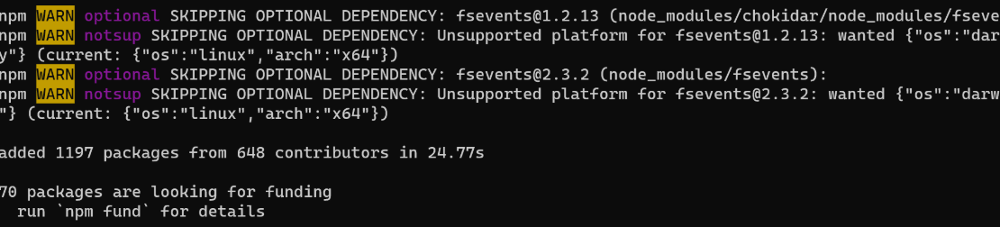 npm WARN optional SKIPPING OPTIONAL DEPENDENCY: fsevents@1.2.13 (node_modules/chokidar/node_modules/fseve
npm WARN notsup SKIPPING OPTIONAL DEPENDENCY: Unsupported platform for fsevents@1.2.13: wanted {"os":"dar
y"} (current: {"os":"linux","arch":"x64"})
npm WARN optional SKIPPING OPTIONAL DEPENDENCY: fsevents@2.3.2 (node_modules/fsevents):
npm WARN notsup SKIPPING OPTIONAL DEPENDENCY: Unsupported platform for fsevents@2.3.2: wanted {"os":"darw
"} (current: {"os":"linux","arch":"x64"})
added 1197 packages from 648 contributors in 24.77s
70 packages are looking for funding
run `npm fund` for details